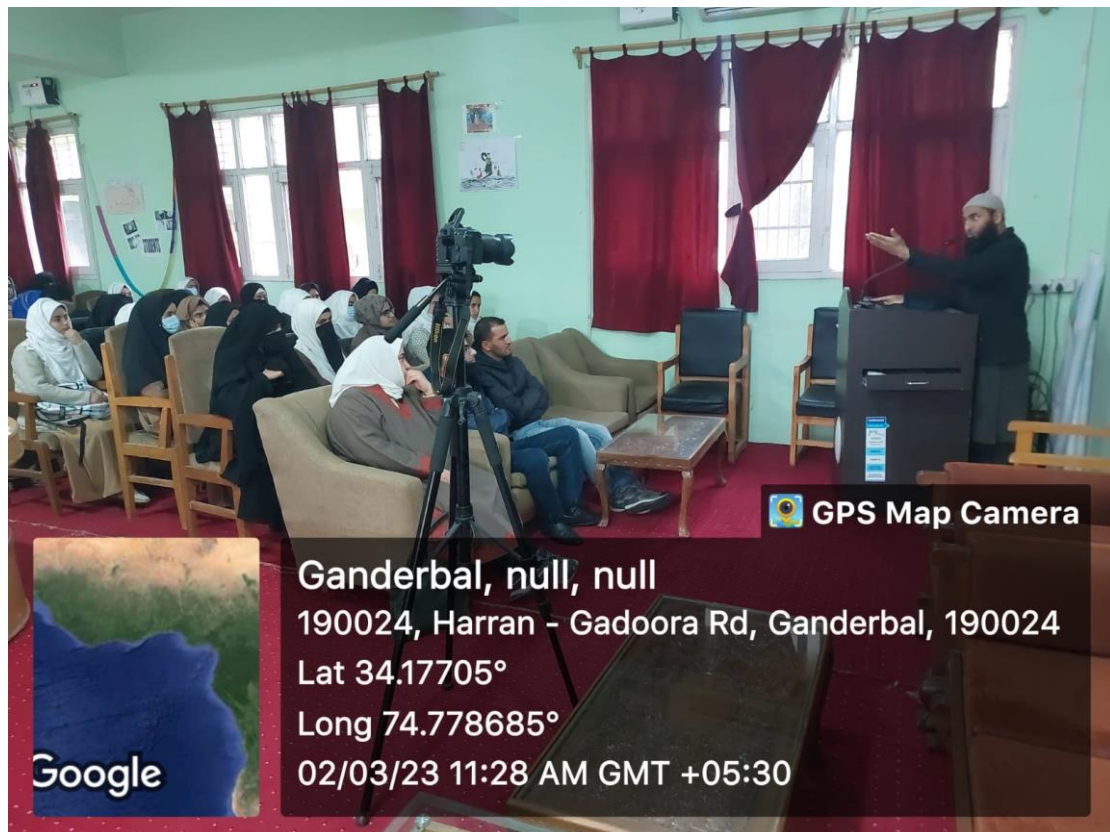 STUDENTS
GPS Map Camera
Ganderbal, null, null
190024, Harran - Gadoora Rd, Ganderbal, 190024
Lat 34.17705°
Long 74.778685°
02/03/23 11:28 AM GMT +05:30
Google